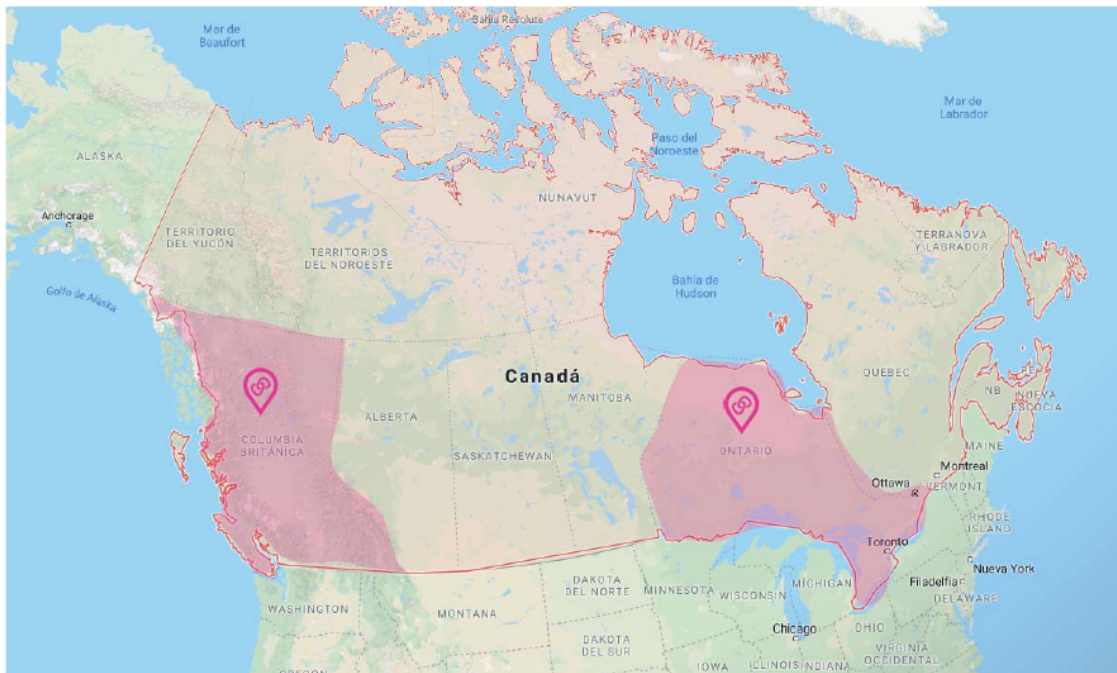 Bahía Resolute
Mar de
Beaufort
Mar de
Labrador
ALASKA
Paso del
Noroeste
NUNAVUT
Anchorage
TERRITORIO
DEL YUCÓN
TERRITORIOS
DEL NOROESTE
TERRANOVA
Y LABRADOR
Golfo de Alaska
Bahía de
Hudson
Canadá
QUEBEC
PE
NB
NUEVA
ESCOCIA
ALBERTA
MANITOBA
COLUMBIA
BRITÁNICA
SASKATCHEWAN
ONTARIO
MAINE
Montreal
Ottawa
VERMONT
RHODE
ISLAND
Toronto
Nueva York
WASHINGTON
MONTANA
DAKOTA
DEL NORTE
MINNESOTA
WISCONSIN
MÍCHIGAN
Filadelfia
DELAWARE
Chicago
OHIO
DAKOTA
DEL SUR
VIRGINIA
OCCIDENTAL
IOWA
ILLINOIS
INDIANA
OREGÓN